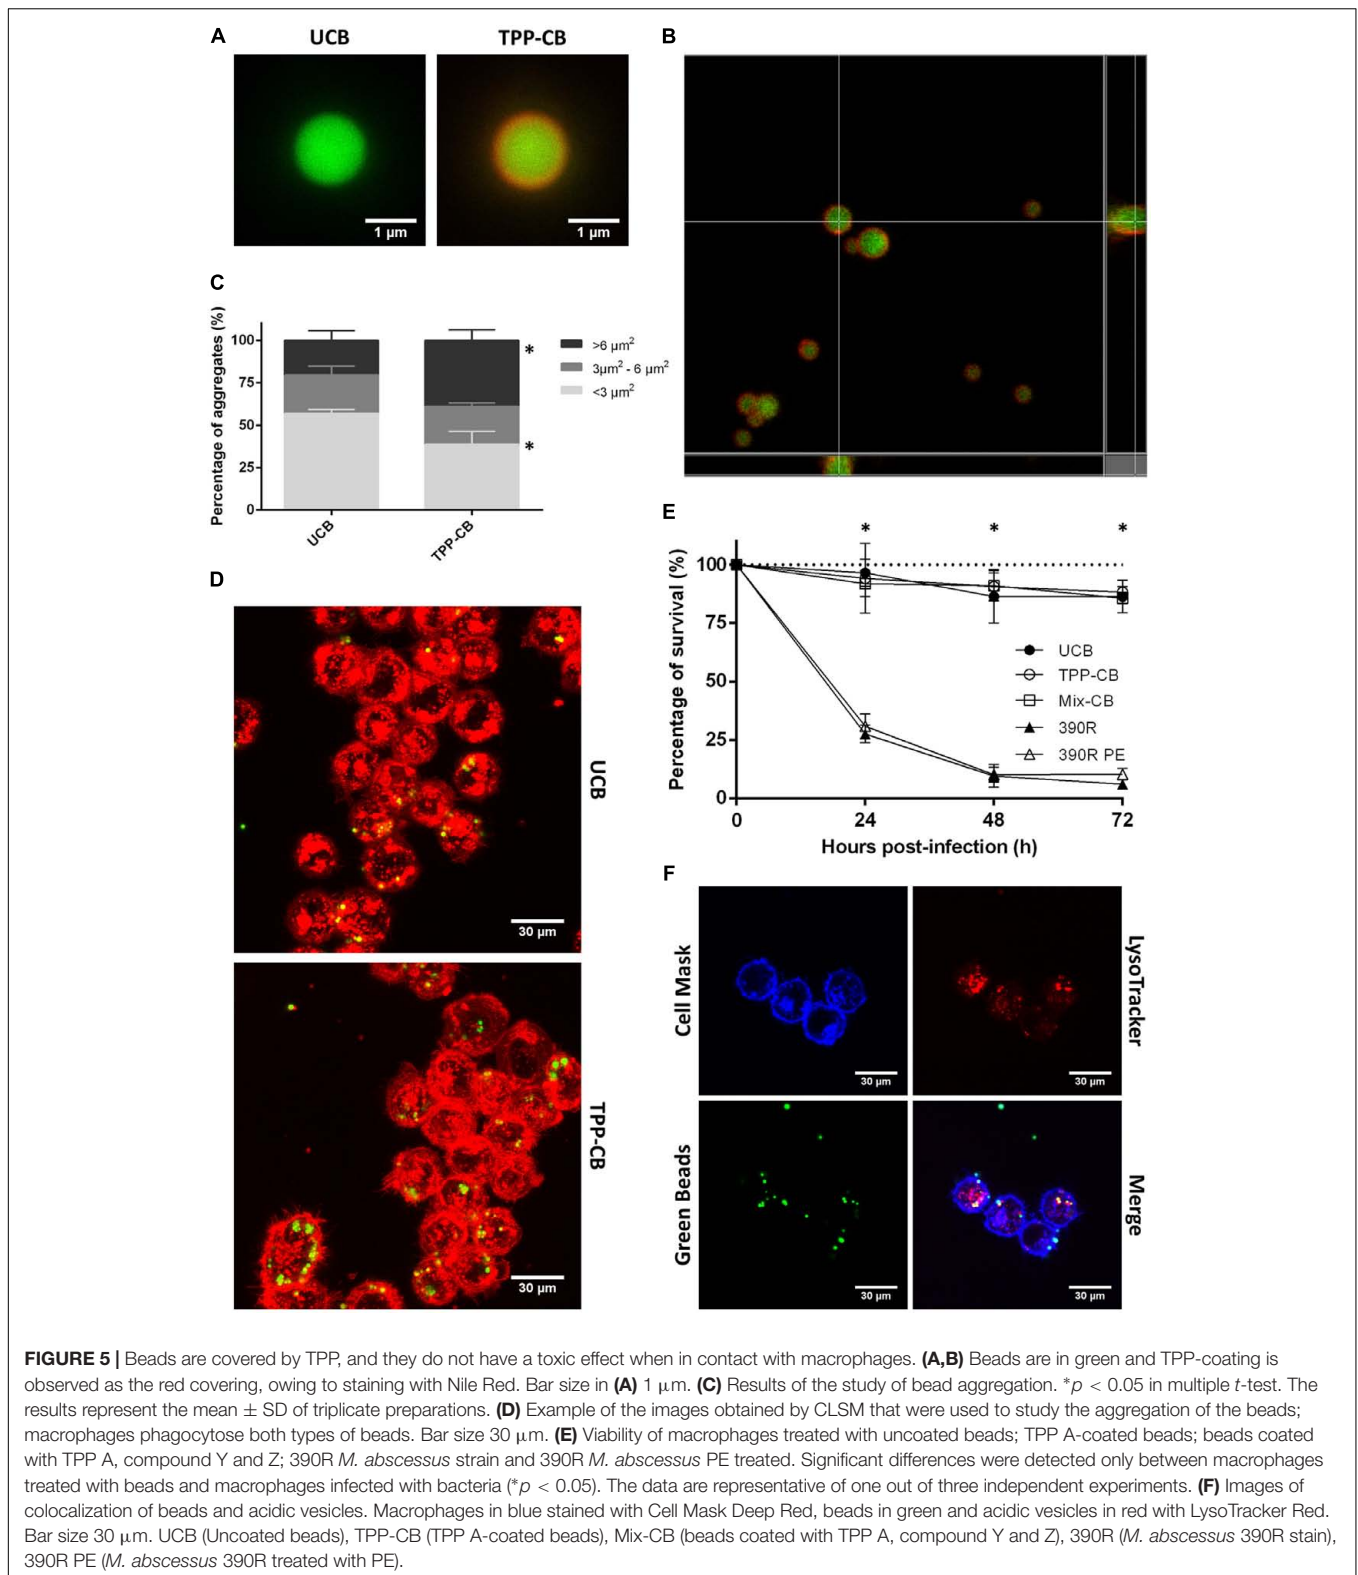 A
UCB
TPP-CB
1 µm
1 µm
B
C
Percentage of aggregates (%)
100
75
50
25
0
UCB
TPP-CB
*
*
>6 µm²
3µm² - 6 µm²
<3 µm²
D
UCB
30 µm
TPP-CB
30 µm
E
Percentage of survival (%)
100
75
50
25
0
* * *
UCB
TPP-CB
Mix-CB
390R
390R PE
0 24 48 72
Hours post-infection (h)
F
Cell Mask
30 µm
LysoTracker
30 µm
Green Beads
30 µm
Merge
30 µm
FIGURE 5 | Beads are covered by TPP, and they do not have a toxic effect when in contact with macrophages. (A,B) Beads are in green and TPP-coating is
observed as the red covering, owing to staining with Nile Red. Bar size in (A) 1 µm. (C) Results of the study of bead aggregation. *p < 0.05 in multiple t-test. The
results represent the mean ± SD of triplicate preparations. (D) Example of the images obtained by CLSM that were used to study the aggregation of the beads;
macrophages phagocytose both types of beads. Bar size 30 µm. (E) Viability of macrophages treated with uncoated beads; TPP A-coated beads; beads coated
with TPP A, compound Y and Z; 390R M. abscessus strain and 390R M. abscessus PE treated. Significant differences were detected only between macrophages
treated with beads and macrophages infected with bacteria (*p < 0.05). The data are representative of one out of three independent experiments. (F) Images of
colocalization of beads and acidic vesicles. Macrophages in blue stained with Cell Mask Deep Red, beads in green and acidic vesicles in red with LysoTracker Red.
Bar size 30 µm. UCB (Uncoated beads), TPP-CB (TPP A-coated beads), Mix-CB (beads coated with TPP A, compound Y and Z), 390R (M. abscessus 390R stain),
390R PE (M. abscessus 390R treated with PE).